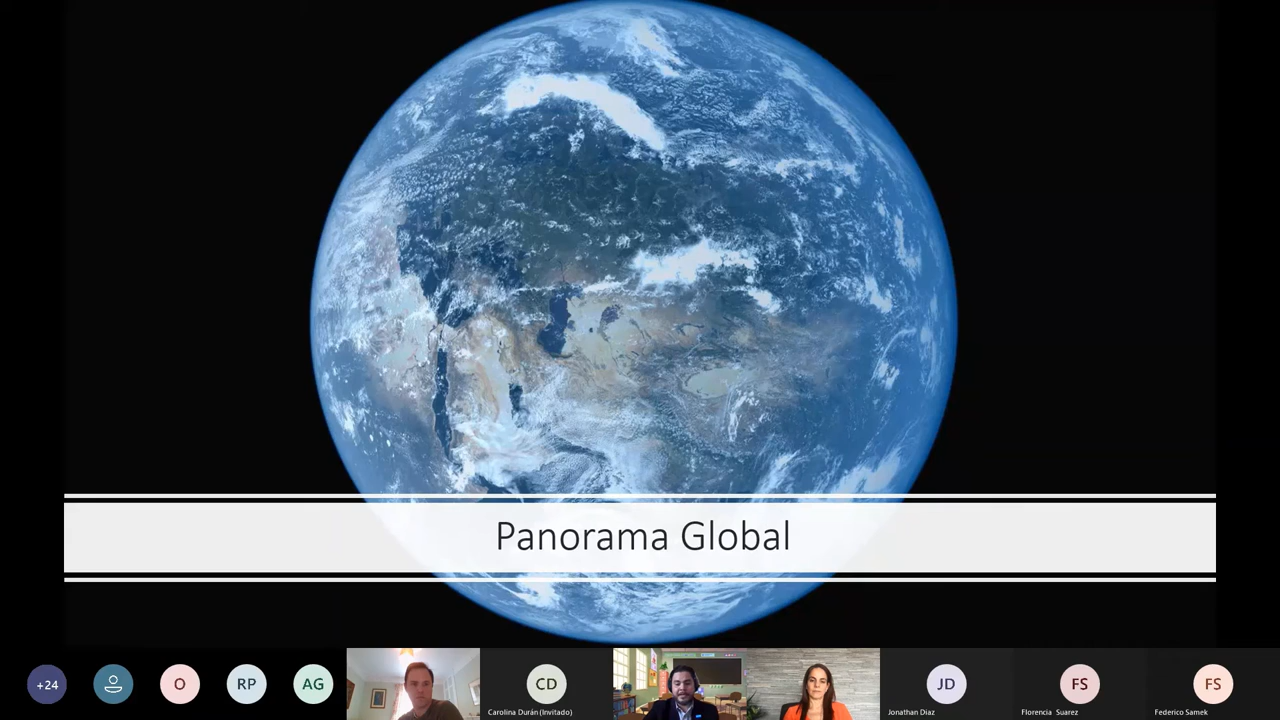 Panorama Global
+24
O
RP
AG
CD
Carolina Durán (Invitado)
JD
Jonathan Diaz
FS
Florencia Suarez
FS
Federico Samek